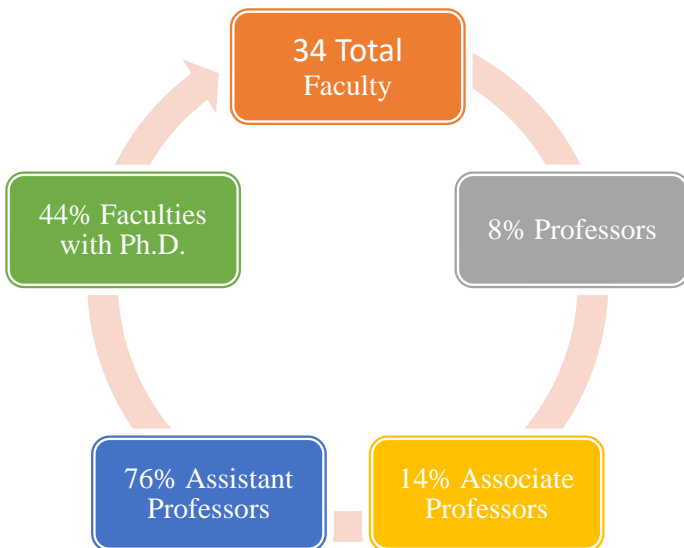 34 Total
Faculty
8% Professors
14% Associate
Professors
76% Assistant
Professors
44% Faculties
with Ph.D.